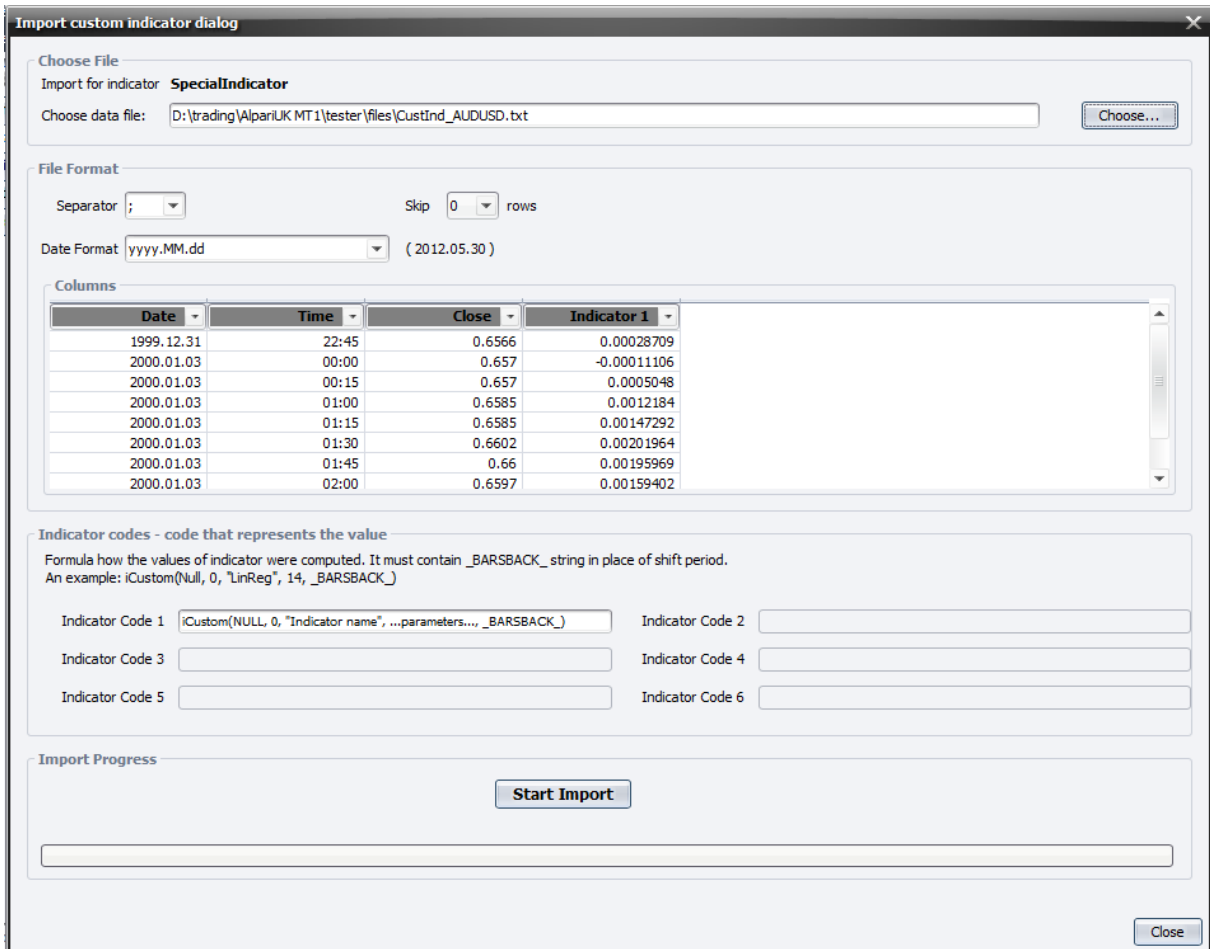 Import custom indicator dialog
Choose File
Import for indicator SpecialIndicator
Choose data file: D:\trading\AlpariUK MT1\tester\files\CustInd_AUDUSD.txt Choose...
File Format
Separator ; Skip 0 rows
Date Format yyyy.MM.dd ( 2012.05.30 )
Columns
Date Time Close Indicator 1
1999.12.31 22:45 0.6566 0.00028709
2000.01.03 00:00 0.657 -0.00011106
2000.01.03 00:15 0.657 0.0005048
2000.01.03 01:00 0.6585 0.0012184
2000.01.03 01:15 0.6585 0.00147292
2000.01.03 01:30 0.6602 0.00201964
2000.01.03 01:45 0.66 0.00195969
2000.01.03 02:00 0.6597 0.00159402
Indicator codes - code that represents the value
Formula how the values of indicator were computed. It must contain _BARSBACK_ string in place of shift period.
An example: iCustom(Null, 0, "LinReg", 14, _BARSBACK_)
Indicator Code 1 iCustom(NULL, 0, "Indicator name", ...parameters..., _BARSBACK_) Indicator Code 2
Indicator Code 3 Indicator Code 4
Indicator Code 5 Indicator Code 6
Import Progress
Start Import
Close